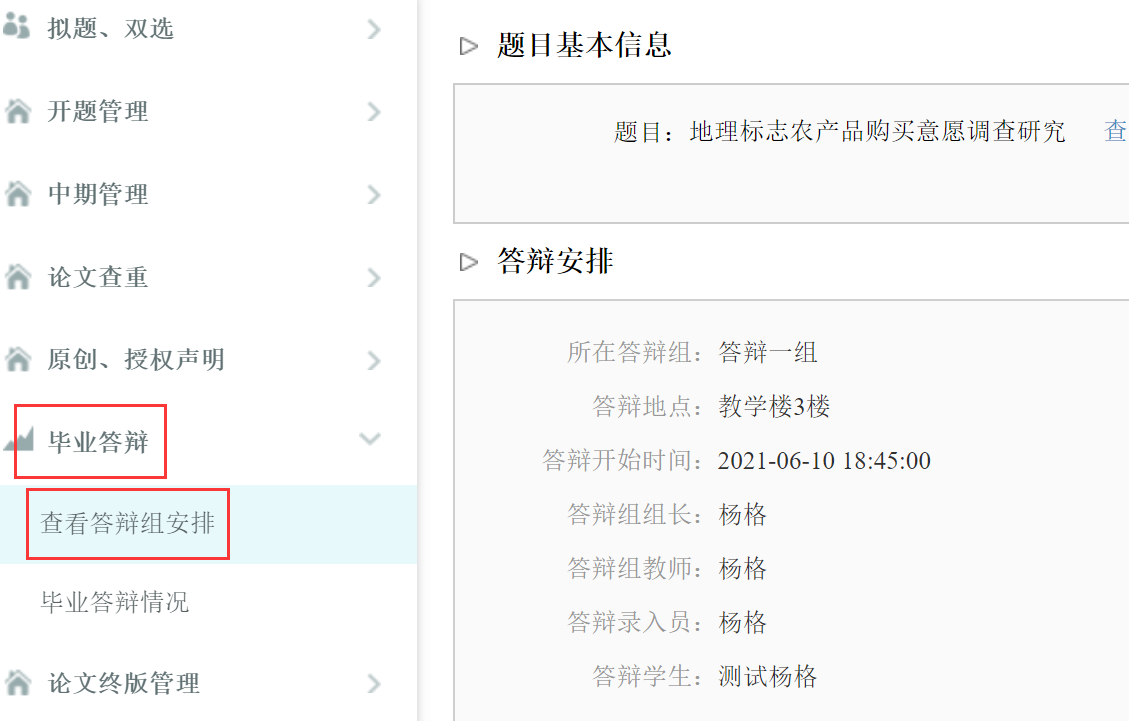 拟题、双选
开题管理
中期管理
论文查重
原创、授权声明
毕业答辩
查看答辩组安排
毕业答辩情况
论文终版管理
题目基本信息
题目：地理标志农产品购买意愿调查研究 查
答辩安排
所在答辩组：答辩一组
答辩地点：教学楼3楼
答辩开始时间：2021-06-10 18:45:00
答辩组组长：杨格
答辩组教师：杨格
答辩录入员：杨格
答辩学生：测试杨格